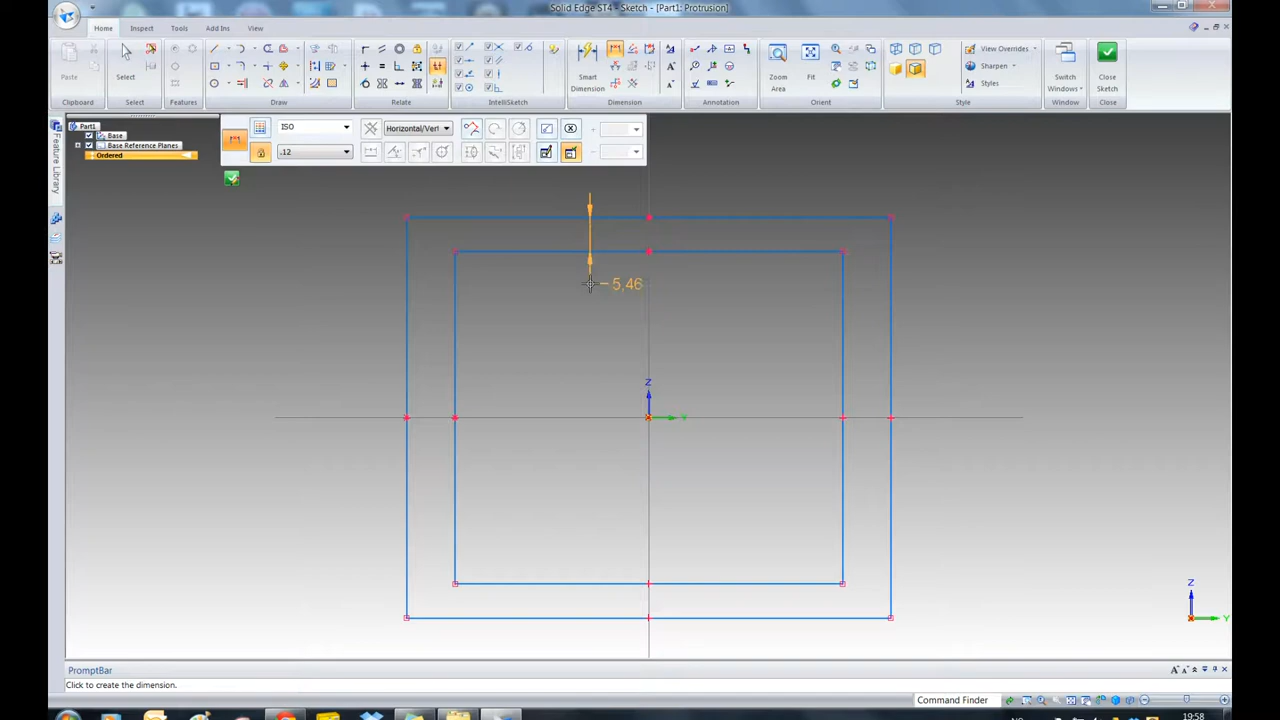 Solid Edge ST4 - Sketch - [Part1: Protrusion]
Home Inspect Tools Add Ins View
Paste
Select
Smart
Dimension
Zoom
Area
Fit
View Overrides
Sharpen
Styles
Switch
Windows
Close
Sketch
Clipboard Select Features Draw Relate IntelliSketch Dimension Annotation Orient Style Window Close
Feature Library
Part1
Base
Base Reference Planes
Ordered
ISO
Horizontal/Vert
.12
5,46
Z
Y
Z
Y
PromptBar
Click to create the dimension.
Command Finder
NO
19:58